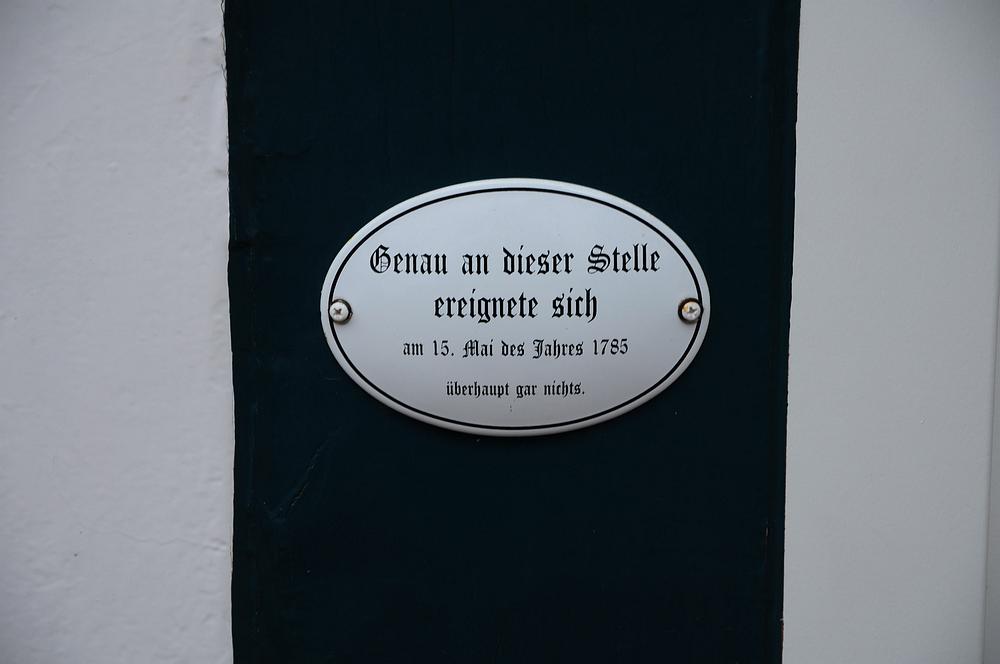 Genau an dieser Stelle
ereignete sich
am 15. Mai des Jahres 1785
überhaupt gar nichts.